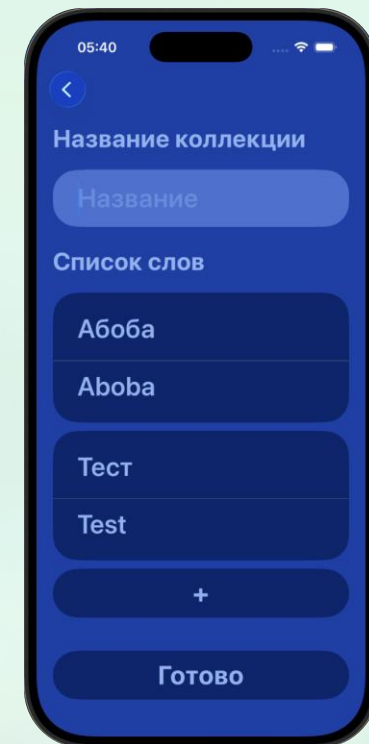 05:40
Название коллекции
Название
Список слов
Абоба
Aboba
Тест
Test
+
Готово